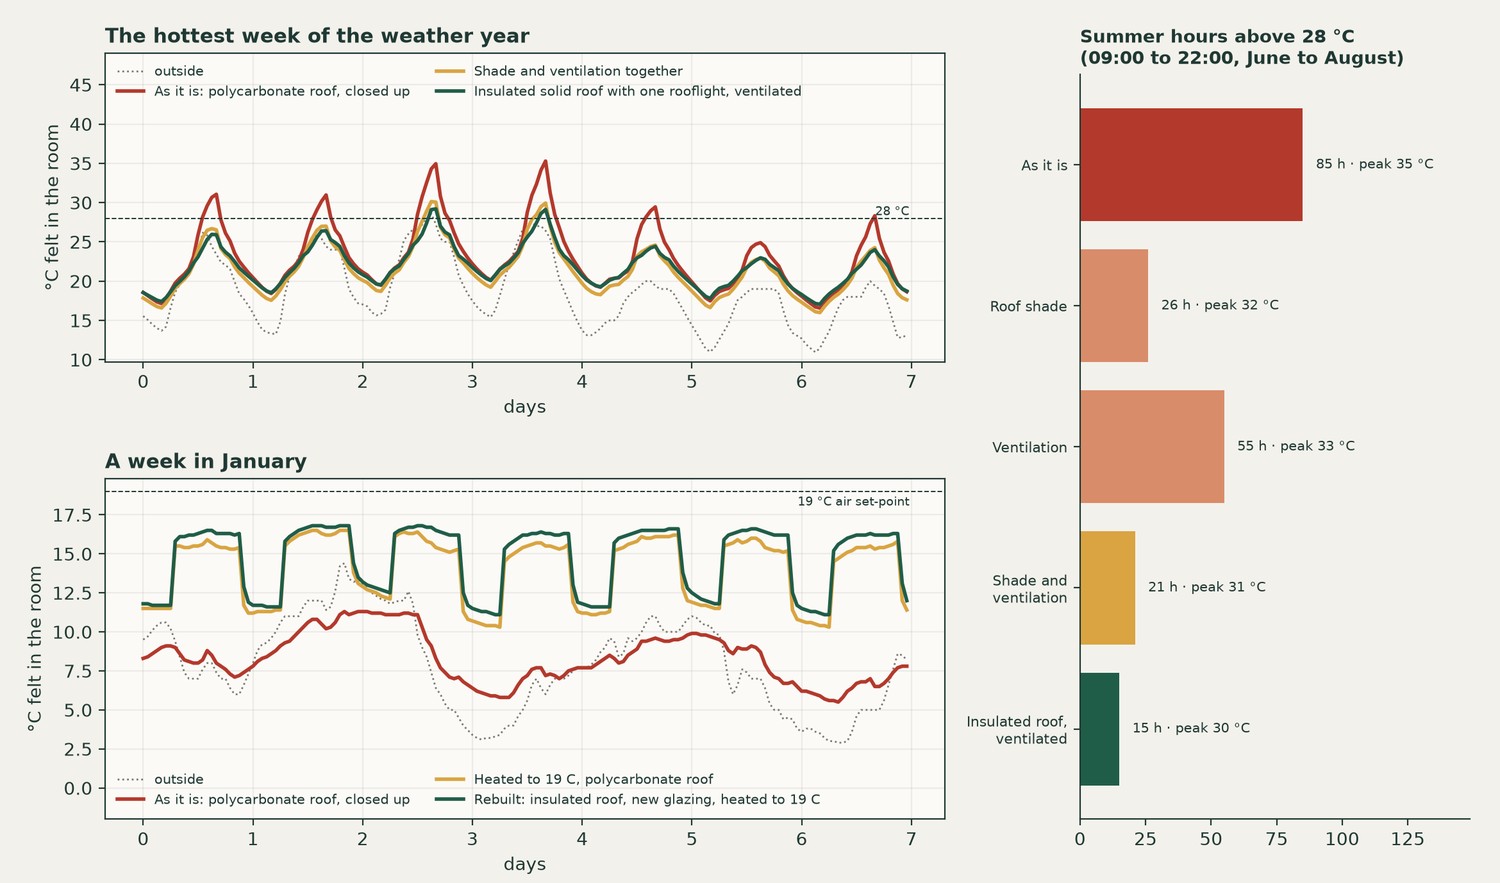 The hottest week of the weather year
outside
As it is: polycarbonate roof, closed up
Shade and ventilation together
Insulated solid roof with one rooflight, ventilated
°C felt in the room
45
40
35
30
25
20
15
10
28 °C
0 1 2 3 4 5 6 7
days
A week in January
°C felt in the room
17.5
15.0
12.5
10.0
7.5
5.0
2.5
0.0
19 °C air set-point
outside
As it is: polycarbonate roof, closed up
Heated to 19 C, polycarbonate roof
Rebuilt: insulated roof, new glazing, heated to 19 C
0 1 2 3 4 5 6 7
days
Summer hours above 28 °C
(09:00 to 22:00, June to August)
As it is
85 h · peak 35 °C
Roof shade
26 h · peak 32 °C
Ventilation
55 h · peak 33 °C
Shade and
ventilation
21 h · peak 31 °C
Insulated roof,
ventilated
15 h · peak 30 °C
0 25 50 75 100 125